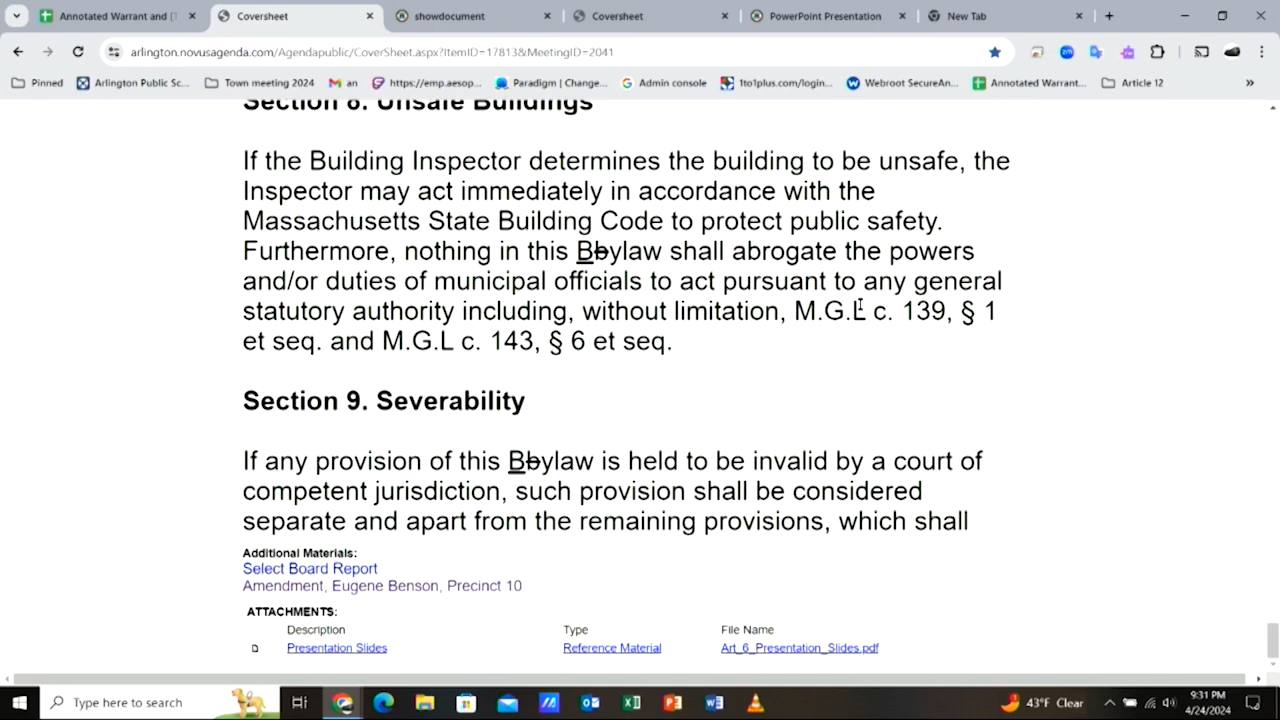 Annotated Warrant and [
Coversheet
showdocument
Coversheet
PowerPoint Presentation
New Tab
arlington.novusagenda.com/Agendapublic/CoverSheet.aspx?ItemID=17813&MeetingID=2041
Pinned
Arlington Public Sc...
Town meeting 2024
an
https://emp.aesop...
Paradigm | Change...
Admin console
1to1plus.com/login...
Webroot SecureAn...
Annotated Warrant...
Article 12
Section 8. Unsafe Buildings
If the Building Inspector determines the building to be unsafe, the
Inspector may act immediately in accordance with the
Massachusetts State Building Code to protect public safety.
Furthermore, nothing in this Bbylaw shall abrogate the powers
and/or duties of municipal officials to act pursuant to any general
statutory authority including, without limitation, M.G.L c. 139, § 1
et seq. and M.G.L c. 143, § 6 et seq.
Section 9. Severability
If any provision of this Bbylaw is held to be invalid by a court of
competent jurisdiction, such provision shall be considered
separate and apart from the remaining provisions, which shall
Additional Materials:
Select Board Report
Amendment, Eugene Benson, Precinct 10
ATTACHMENTS:
Description Type File Name
Presentation Slides Reference Material Art_6_Presentation_Slides.pdf
Type here to search
43°F Clear
9:31 PM
4/24/2024